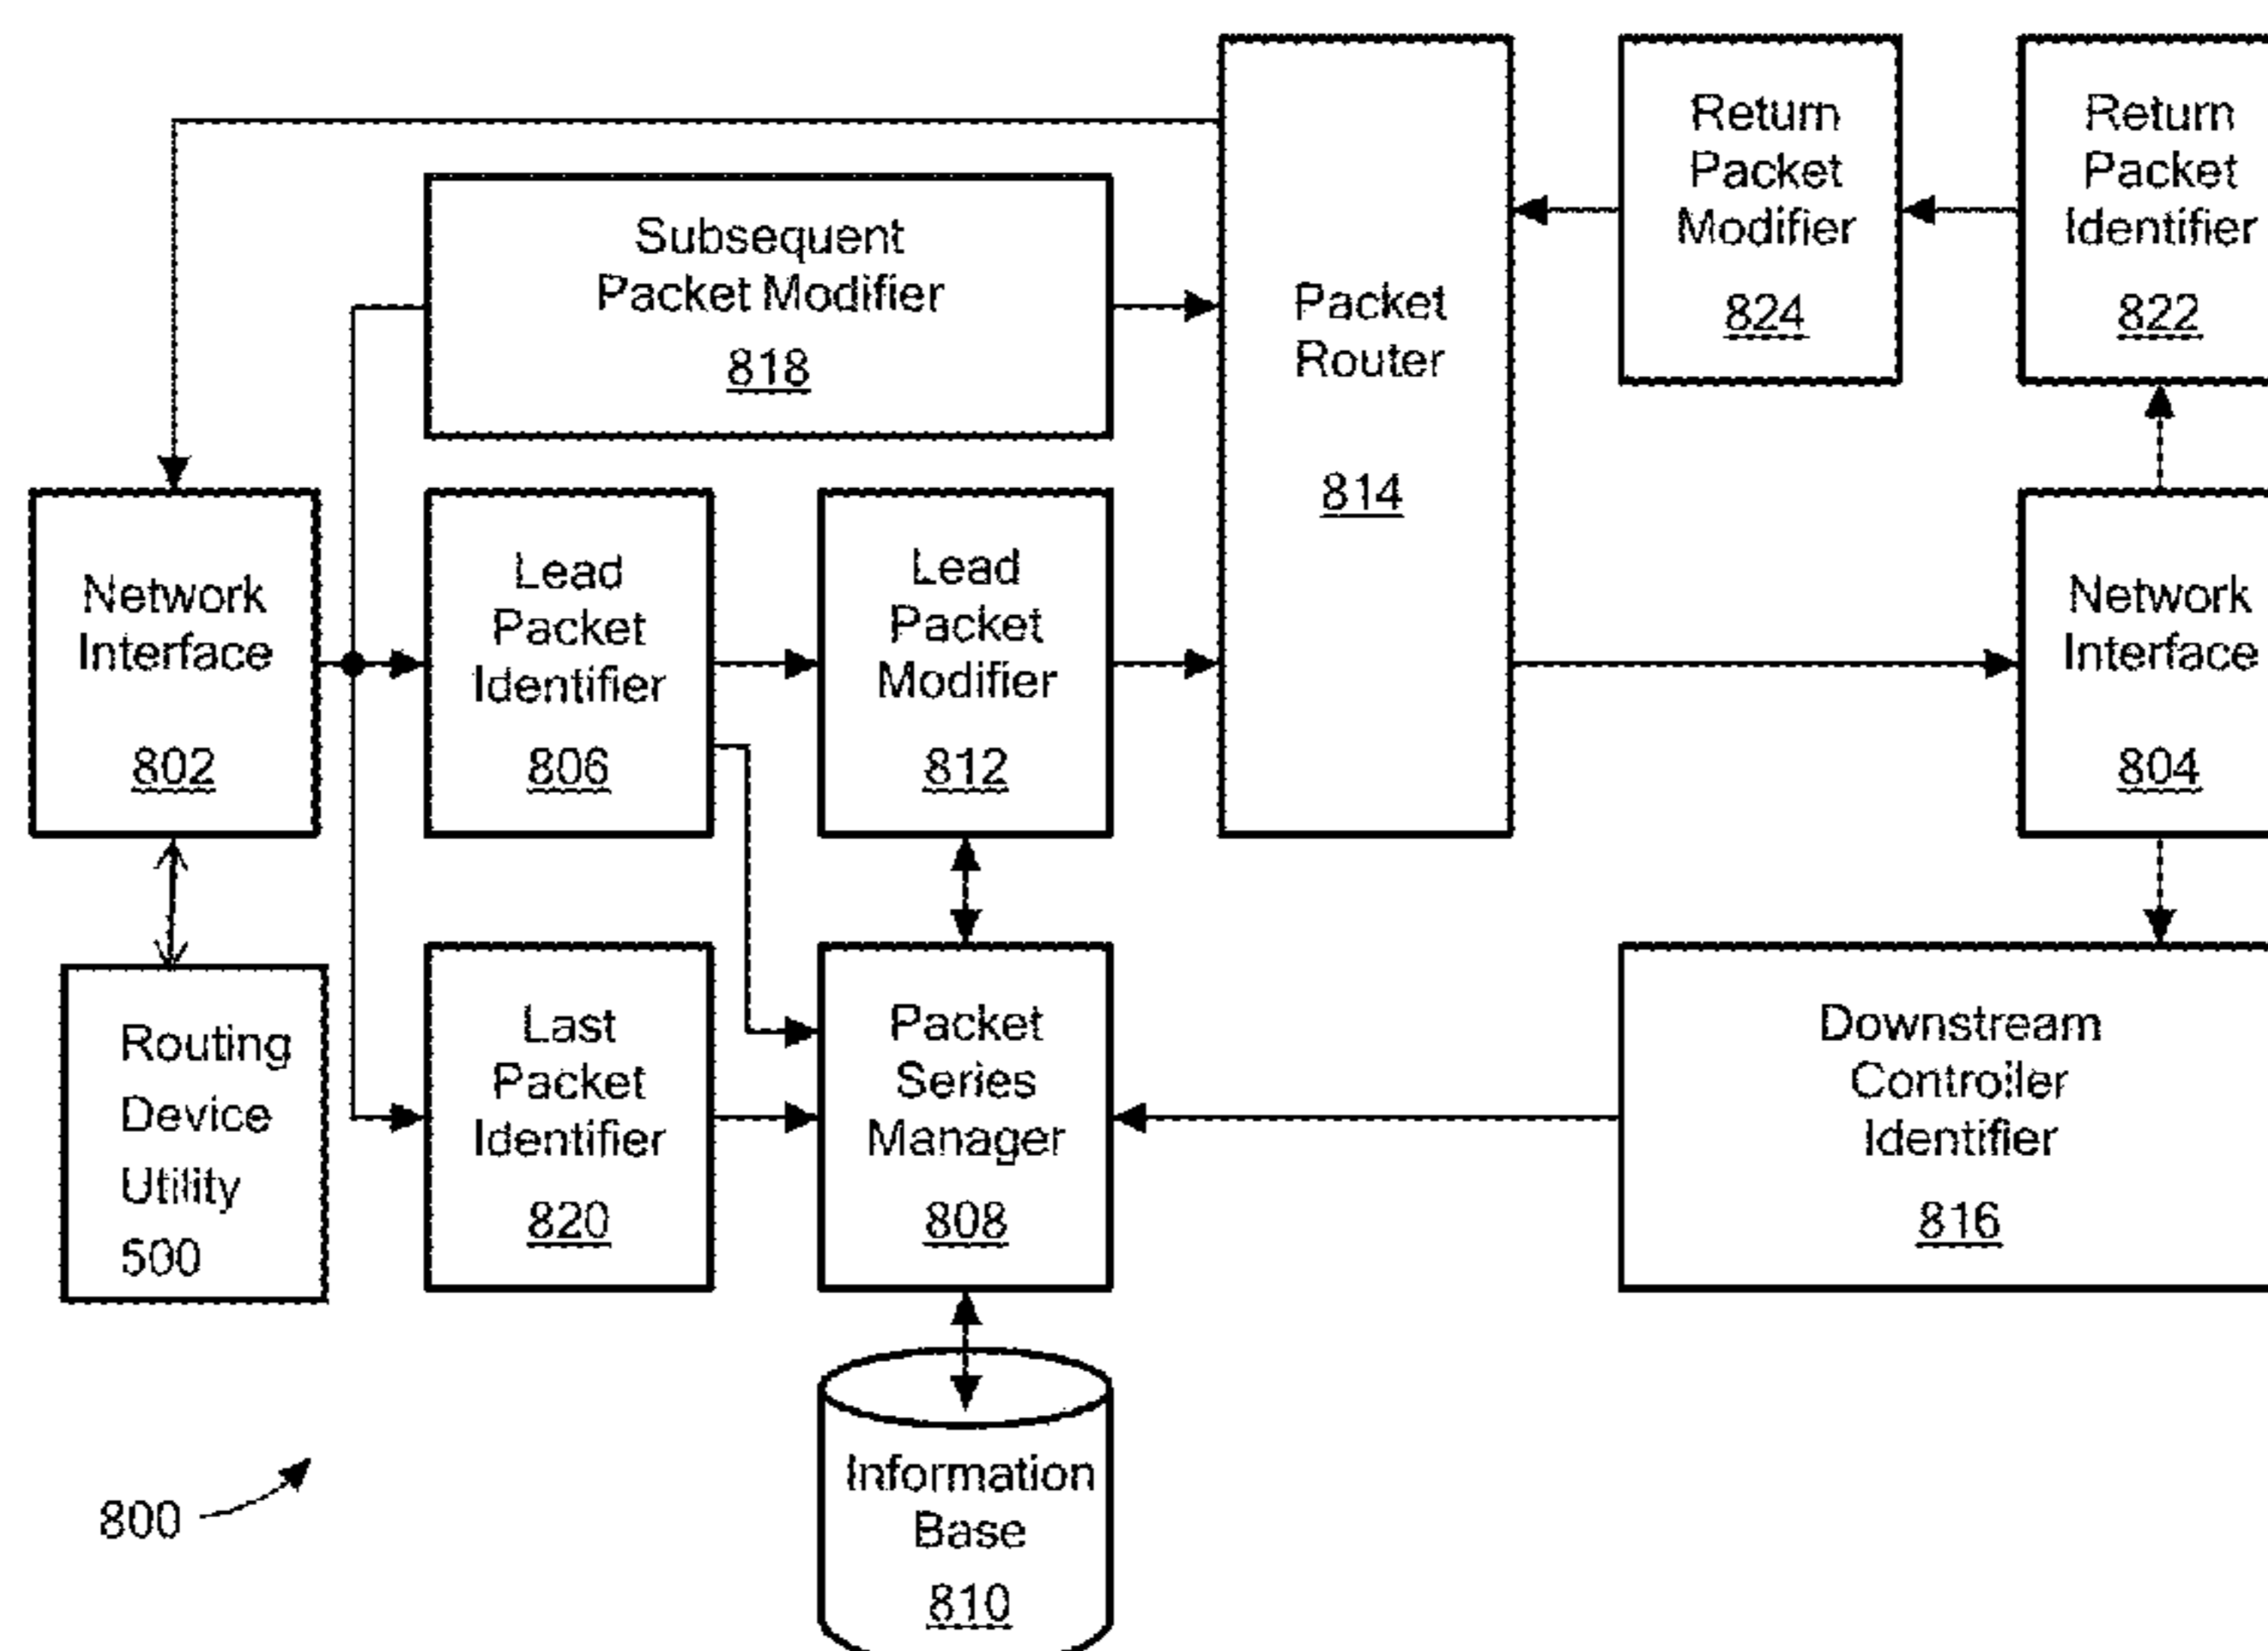 Subsequent
Packet Modifier
818
Packet
Router
814
Return
Packet
Modifier
824
Return
Packet
Identifier
822
Network
Interface
802
Lead
Packet
Identifier
806
Lead
Packet
Modifier
812
Network
Interface
804
Routing
Device
Utility
500
Last
Packet
Identifier
820
Packet
Series
Manager
808
Downstream
Controller
Identifier
816
Information
Base
810
800